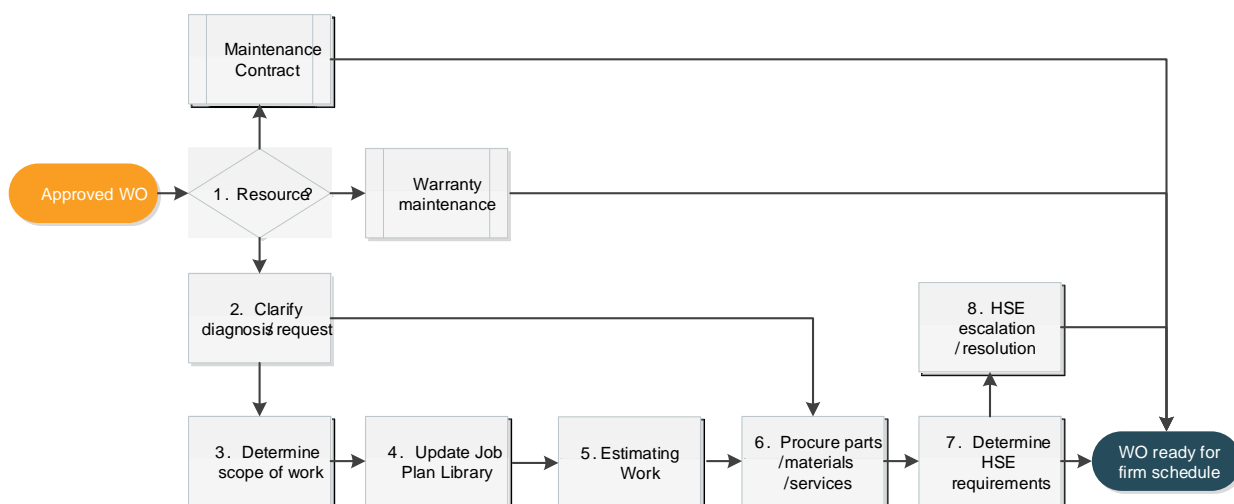 Maintenance
Contract
Approved WO
1. Resource?
Warranty
maintenance
2. Clarify
diagnosis/request
8. HSE
escalation
/resolution
3. Determine
scope of work
4. Update Job
Plan Library
5. Estimating
Work
6. Procure parts
/materials
/services
7. Determine
HSE
requirements
WO ready for
firm schedule